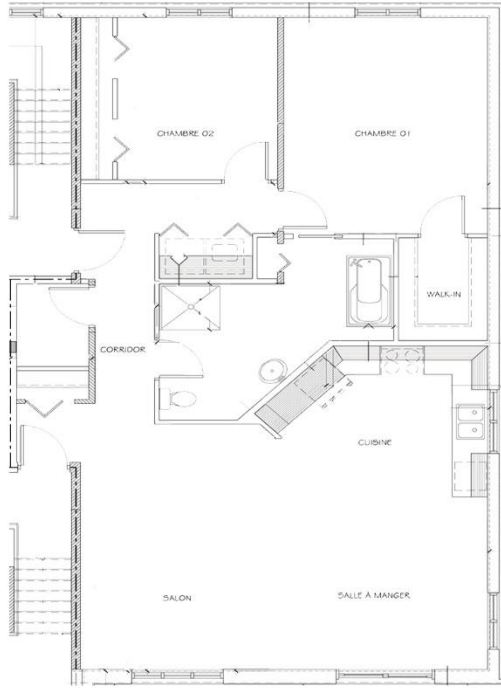 CHAMBRE 02
CHAMBRE 01
WALK-IN
CORRIDOR
CUISINE
SALON
SALLE À MANGER